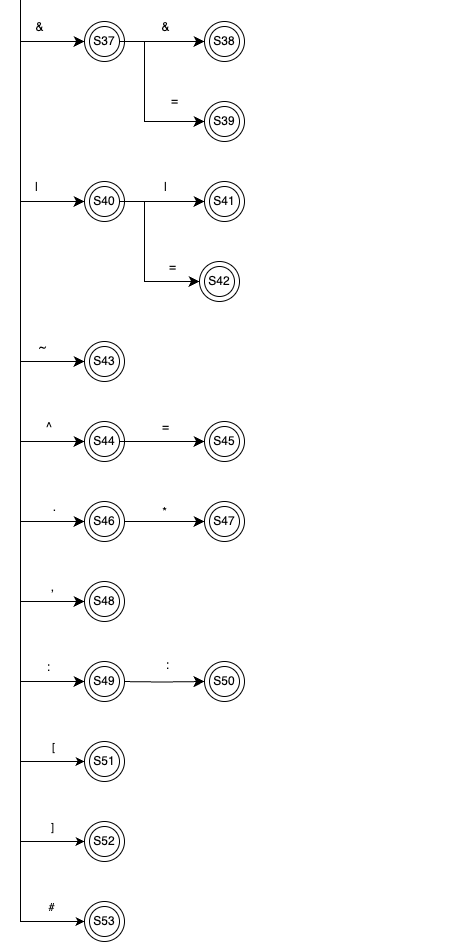 & &
S37 S38
=
S39
| |
S40 S41
=
S42
~
S43
^ =
S44 S45
. *
S46 S47
,
S48
: :
S49 S50
[
S51
]
S52
#
S53